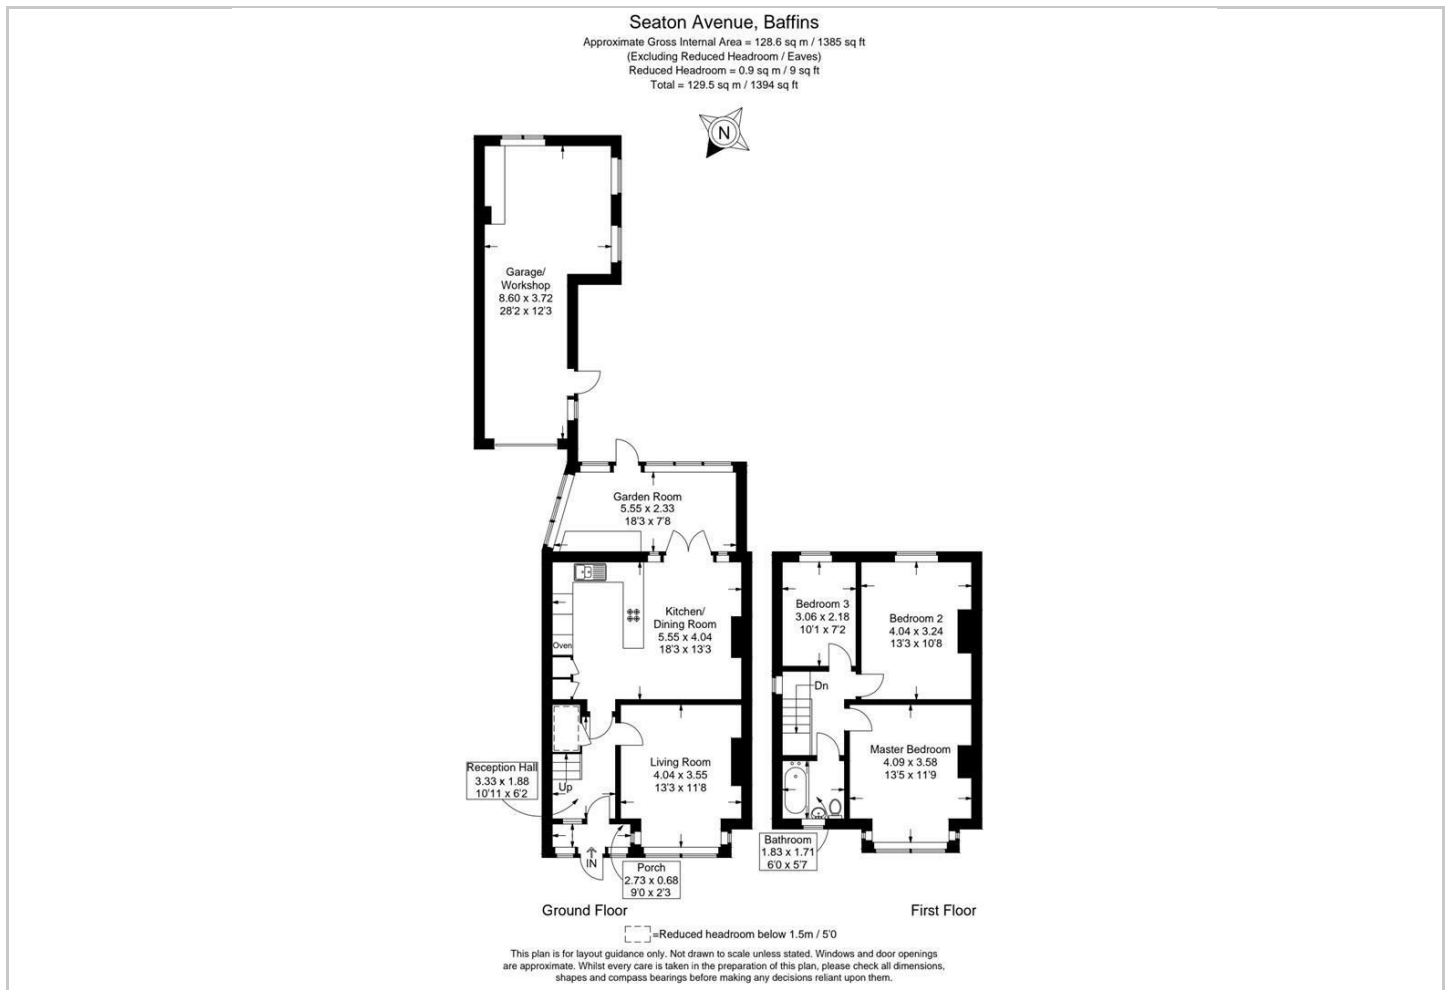 Seaton Avenue, Baffins
Approximate Gross Internal Area = 128.6 sq m / 1385 sq ft
(Excluding Reduced Headroom / Eaves)
Reduced Headroom = 0.9 sq m / 9 sq ft
Total = 129.5 sq m / 1394 sq ft
N
Garage/
Workshop
8.60 x 3.72
28'2 x 12'3
Garden Room
5.55 x 2.33
18'3 x 7'8
Kitchen/
Dining Room
5.55 x 4.04
18'3 x 13'3
Oven
Bedroom 3
3.06 x 2.18
10'1 x 7'2
Bedroom 2
4.04 x 3.24
13'3 x 10'8
Dn
Reception Hall
3.33 x 1.88
10'11 x 6'2
Up
Living Room
4.04 x 3.55
13'3 x 11'8
Master Bedroom
4.09 x 3.58
13'5 x 11'9
Bathroom
1.83 x 1.71
6'0 x 5'7
IN
Porch
2.73 x 0.68
9'0 x 2'3
Ground Floor
First Floor
=Reduced headroom below 1.5m / 5'0
This plan is for layout guidance only. Not drawn to scale unless stated. Windows and door openings
are approximate. Whilst every care is taken in the preparation of this plan, please check all dimensions,
shapes and compass bearings before making any decisions reliant upon them.